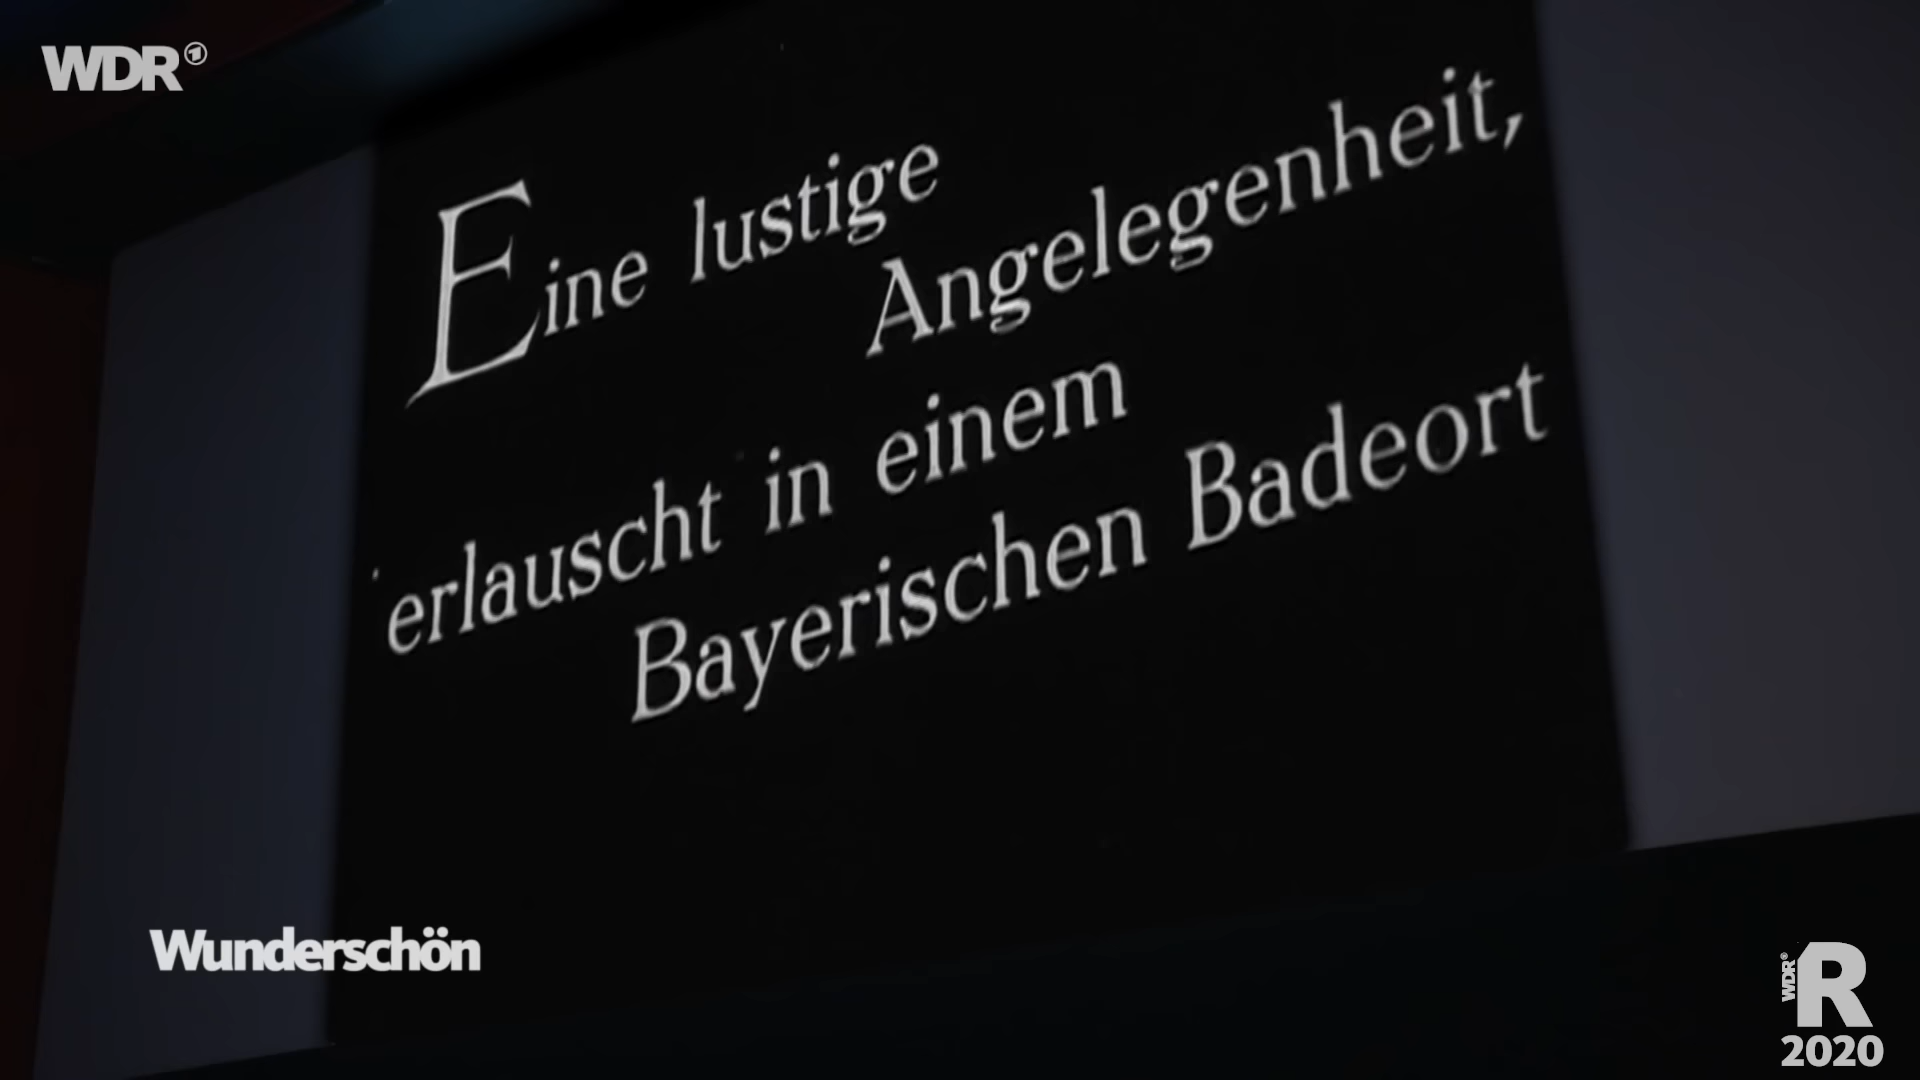 WDR
Eine lustige
Angelegenheit,
erlauscht in einem
Bayerischen Badeort
Wunderschön
WDR
R
2020